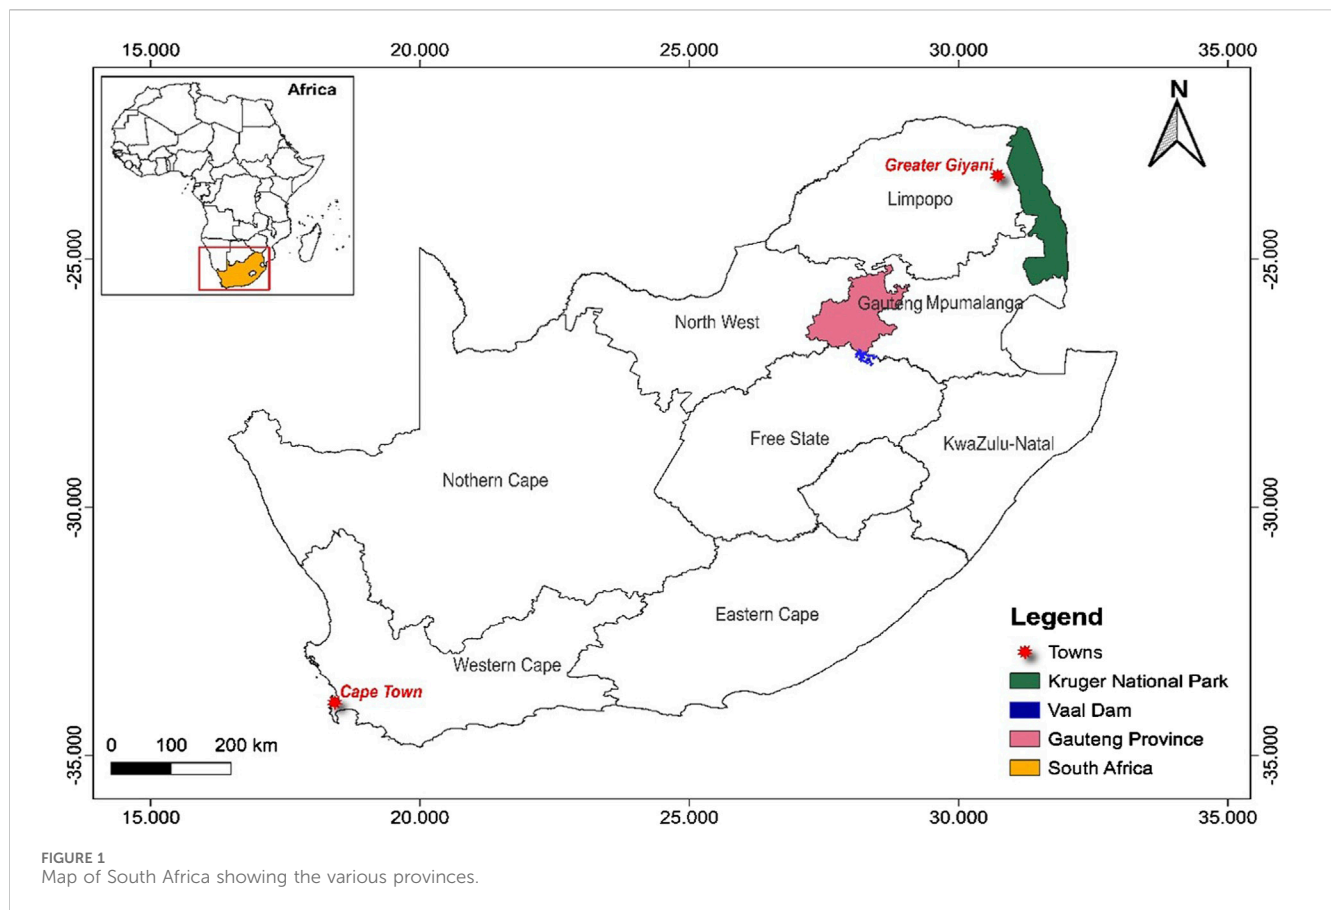 15.000 20.000 25.000 30.000 35.000
Africa
N
Greater Giyani
Limpopo
-25.000 -25.000
Gauteng Mpumalanga
North West
Free State
KwaZulu-Natal
Nothern Cape
-30.000 -30.000
Eastern Cape
Western Cape
Cape Town
Legend
Towns
Kruger National Park
Vaal Dam
Gauteng Province
South Africa
0 100 200 km
-35.000 -35.000
15.000 20.000 25.000 30.000 35.000
FIGURE 1
Map of South Africa showing the various provinces.